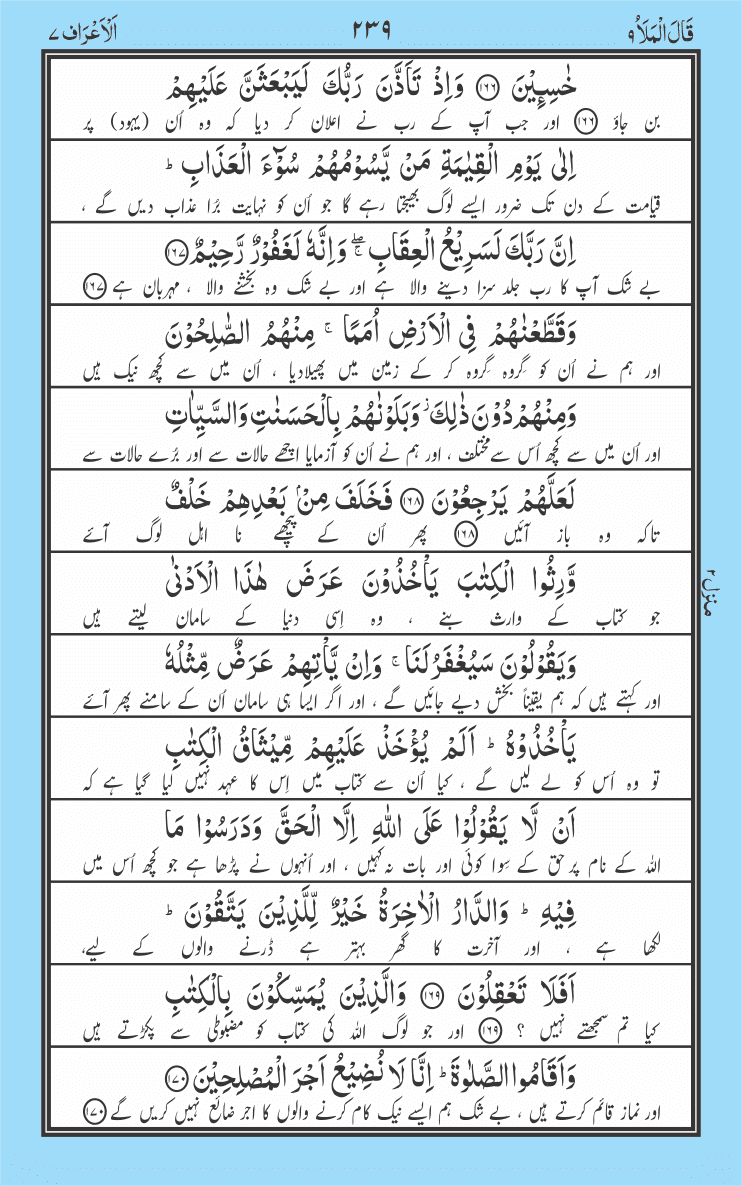 قَالَ الْمَلَاُ ۹
۲۳۹
اَلْاَعْرَاف ۷
خٰسِـِٕيْنَ ﴿۱۶۶﴾ وَاِذْ تَاَذَّنَ رَبُّكَ لَيَبْعَثَنَّ عَلَيْهِمْ
بن جاؤ ﴿۱۶۶﴾ اور جب آپ کے رب نے اعلان کر دیا کہ وہ اُن (یہود) پر
اِلٰى يَوْمِ الْقِيٰمَةِ مَنْ يَّسُوْمُهُمْ سُوْٓءَ الْعَذَابِ ؕ
قیامت کے دن تک ضرور ایسے لوگ بھیجتا رہے گا جو اُن کو نہایت بُرا عذاب دیں گے ،
اِنَّ رَبَّكَ لَسَرِيْعُ الْعِقَابِ ۚۖ وَاِنَّهٗ لَغَفُوْرٌ رَّحِيْمٌ ﴿۱۶۷﴾
بے شک آپ کا رب جلد سزا دینے والا ہے اور بے شک وہ بخشنے والا ، مہربان ہے ﴿۱۶۷﴾
وَقَطَّعْنٰهُمْ فِي الْاَرْضِ اُمَمًا ۚ مِنْهُمُ الصّٰلِحُوْنَ
اور ہم نے اُن کو گِروہ گِروہ کر کے زمین میں پھیلادیا ، اُن میں سے کچھ نیک ہیں
وَمِنْهُمْ دُوْنَ ذٰلِكَ ؗ وَبَلَوْنٰهُمْ بِالْحَسَنٰتِ وَالسَّيِّاٰتِ
اور اُن میں سے کچھ اُس سے مختلف ، اور ہم نے اُن کو آزمایا اچھے حالات سے اور بُرے حالات سے
لَعَلَّهُمْ يَرْجِعُوْنَ ﴿۱۶۸﴾ فَخَلَفَ مِنْۢ بَعْدِهِمْ خَلْفٌ
تاکہ وہ باز آئیں ﴿۱۶۸﴾ پھر اُن کے پیچھے نا اہل لوگ آئے
وَّرِثُوا الْكِتٰبَ يَاْخُذُوْنَ عَرَضَ هٰذَا الْاَدْنٰى
جو کتاب کے وارث بنے ، وہ اِسی دنیا کے سامان لیتے ہیں
وَيَقُوْلُوْنَ سَيُغْفَرُ لَنَا ۚ وَاِنْ يَّاْتِهِمْ عَرَضٌ مِّثْلُهٗ
اور کہتے ہیں کہ ہم یقیناً بخش دیے جائیں گے ، اور اگر ایسا ہی سامان اُن کے سامنے پھر آئے
يَاْخُذُوْهُ ؕ اَلَمْ يُؤْخَذْ عَلَيْهِمْ مِّيْثَاقُ الْكِتٰبِ
تو وہ اُس کو لے لیں گے ، کیا اُن سے کتاب میں اِس کا عہد نہیں لیا گیا ہے کہ
اَنْ لَّا يَقُوْلُوْا عَلَى اللّٰهِ اِلَّا الْحَقَّ وَدَرَسُوْا مَا
اللہ کے نام پر حق کے سِوا کوئی اور بات نہ کہیں ، اور اُنہوں نے پڑھا ہے جو کچھ اُس میں
فِيْهِ ؕ وَالدَّارُ الْاٰخِرَةُ خَيْرٌ لِّلَّذِيْنَ يَتَّقُوْنَ ؕ
لکھا ہے ، اور آخرت کا گھر بہتر ہے ڈرنے والوں کے لیے،
اَفَلَا تَعْقِلُوْنَ ﴿۱۶۹﴾ وَالَّذِيْنَ يُمَسِّكُوْنَ بِالْكِتٰبِ
کیا تم سمجھتے نہیں ؟ ﴿۱۶۹﴾ اور جو لوگ اللہ کی کتاب کو مضبوطی سے پکڑتے ہیں
وَاَقَامُوا الصَّلٰوةَ ؕ اِنَّا لَا نُضِيْعُ اَجْرَ الْمُصْلِحِيْنَ ﴿۱۷۰﴾
اور نماز قائم کرتے ہیں ، بے شک ہم ایسے نیک کام کرنے والوں کا اجر ضائع نہیں کریں گے ﴿۱۷۰﴾
منزل ۲